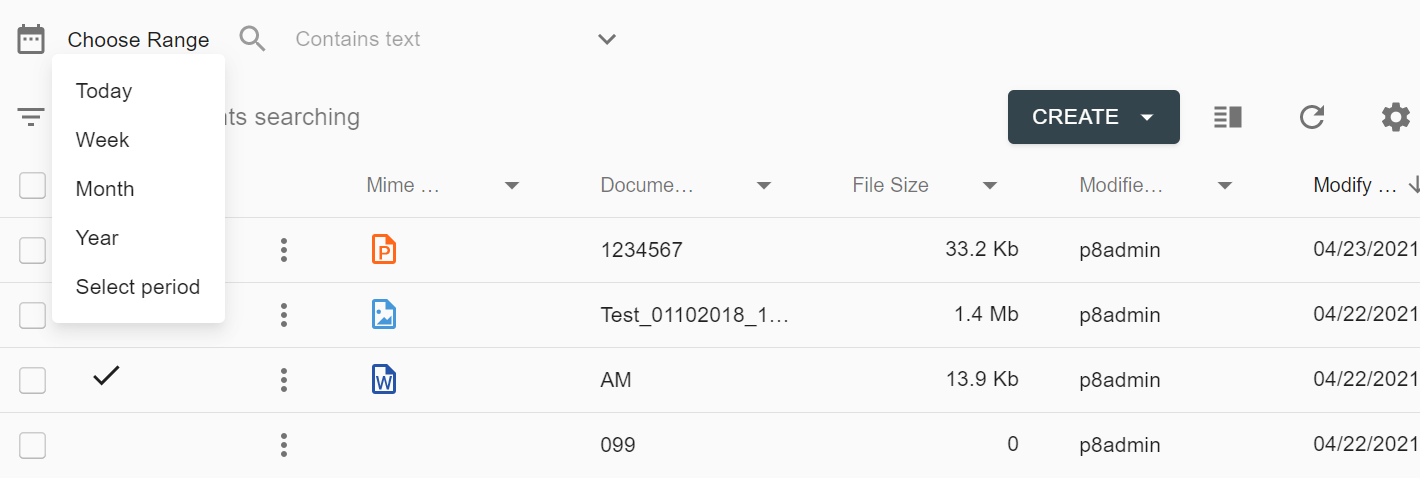 Choose Range Contains text
Today
nts searching CREATE
Week
Month
Mime ... Docume... File Size Modifie... Modify ...
Year
1234567 33.2 Kb p8admin 04/23/2021
Select period
Test_01102018_1... 1.4 Mb p8admin 04/22/2021
W AM 13.9 Kb p8admin 04/22/2021
099 0 p8admin 04/22/2021